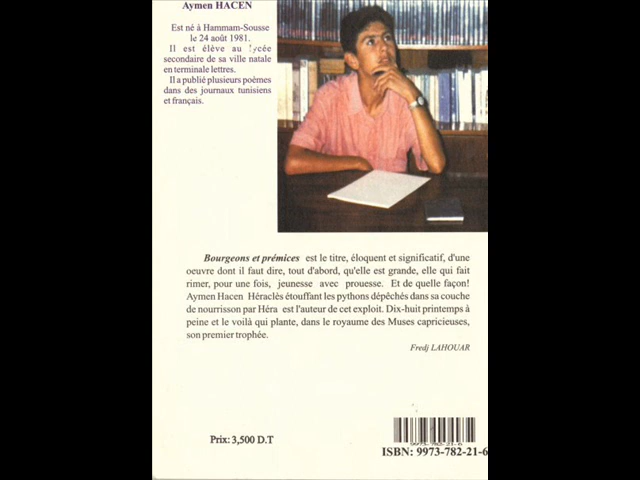 Aymen HACEN
Est né à Hammam-Sousse
le 24 août 1981.
Il est élève au lycée
secondaire de sa ville natale
en terminale lettres.
Il a publié plusieurs poèmes
dans des journaux tunisiens
et français.
Bourgeons et prémices est le titre, éloquent et significatif, d'une
oeuvre dont il faut dire, tout d'abord, qu'elle est grande, elle qui fait
rimer, pour une fois, jeunesse avec prouesse. Et de quelle façon!
Aymen Hacen Héraclès étouffant les pythons dépêchés dans sa couche
de nourrisson par Héra est l'auteur de cet exploit. Dix-huit printemps à
peine et le voilà qui plante, dans le royaume des Muses capricieuses,
son premier trophée.
Fredj LAHOUAR
9973-782-21-6
Prix: 3,500 D.T
ISBN: 9973-782-21-6